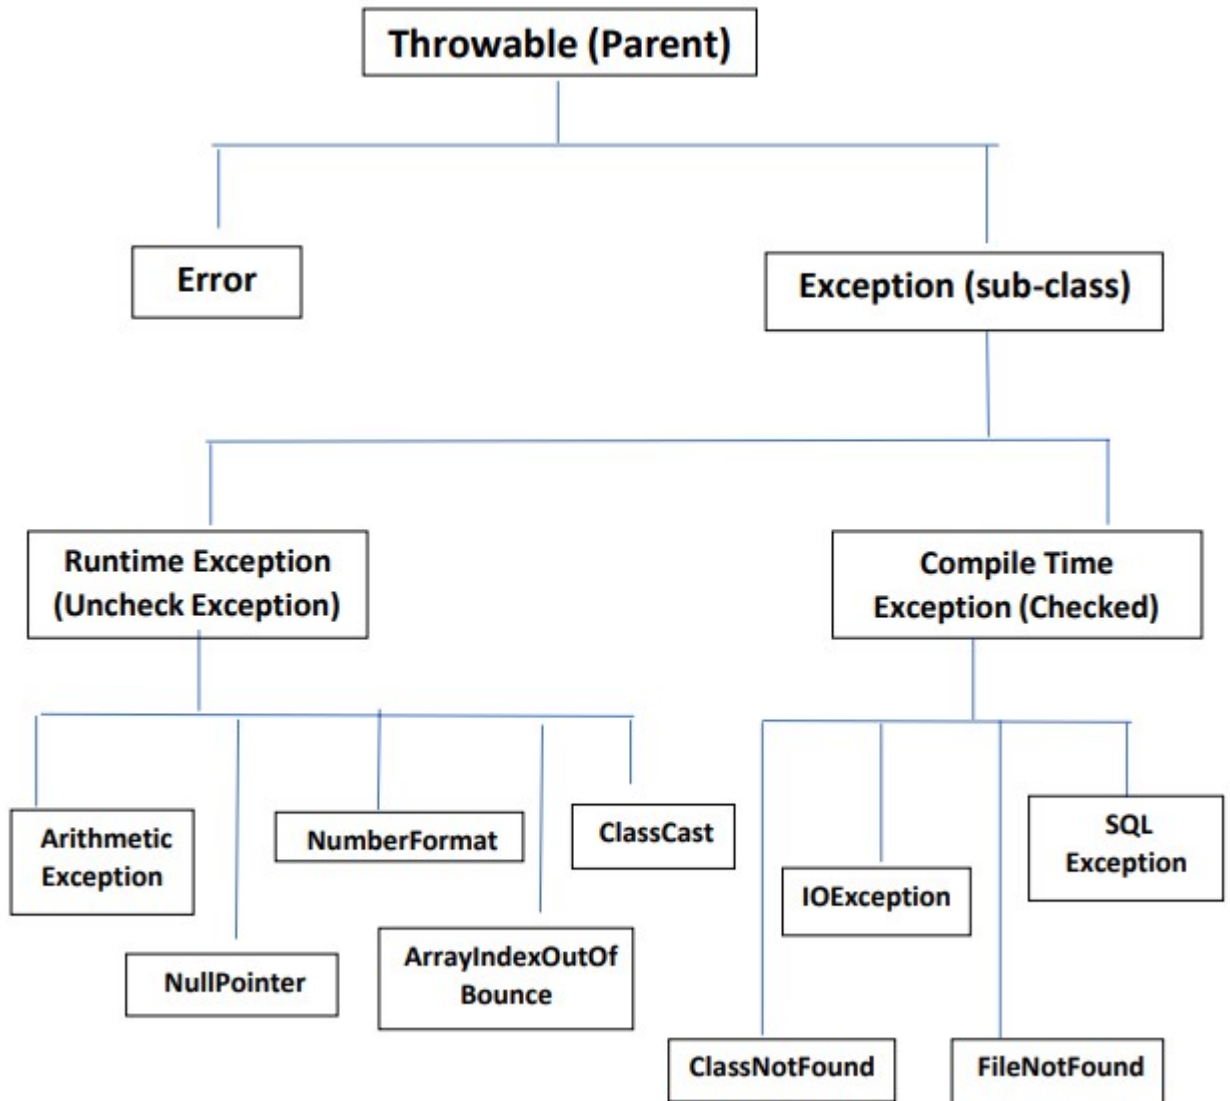 Throwable (Parent)
Error
Exception (sub-class)
Runtime Exception
(Uncheck Exception)
Compile Time
Exception (Checked)
Arithmetic
Exception
NumberFormat
ClassCast
NullPointer
ArrayIndexOutOf
Bounce
SQL
Exception
IOException
ClassNotFound
FileNotFound